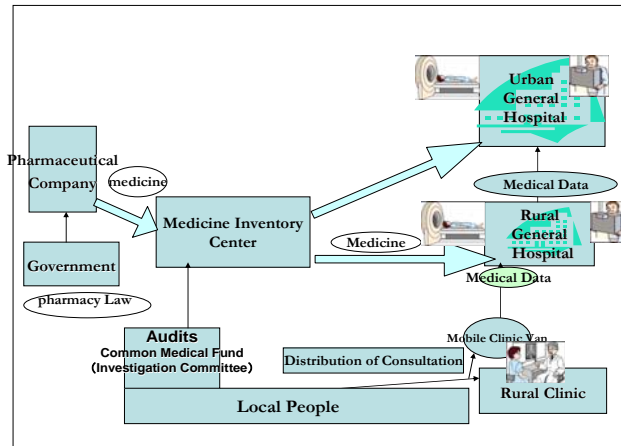 Urban
General
Hospital
Pharmaceutical
Company
medicine
Medical Data
Medicine Inventory
Center
Rural
General
Hospital
Medicine
Government
Medical Data
pharmacy Law
Audits
Common Medical Fund
(Investigation Committee)
Mobile Clinic Van
Distribution of Consultation
Rural Clinic
Local People